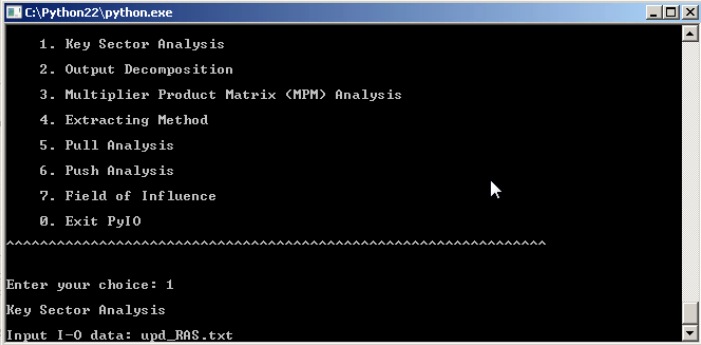 C:\Python22\python.exe
1. Key Sector Analysis
2. Output Decomposition
3. Multiplier Product Matrix (MPM) Analysis
4. Extracting Method
5. Pull Analysis
6. Push Analysis
7. Field of Influence
0. Exit PyIO
^^^^^^^^^^^^^^^^^^^^^^^^^^^^^^^^^^^^^^^^^^^^^^^^^^^^^^^^^^^^^^^^
Enter your choice: 1
Key Sector Analysis
Input I-O data: upd_RAS.txt